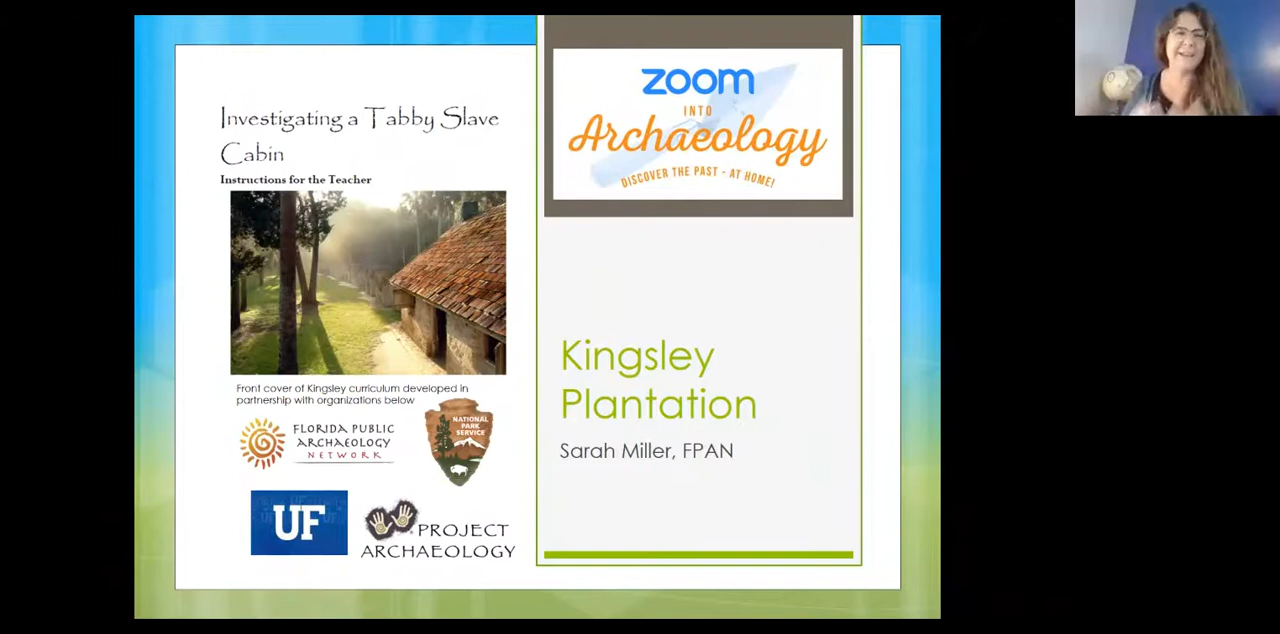 Investigating a Tabby Slave
Cabin
Instructions for the Teacher
Front cover of Kingsley curriculum developed in
partnership with organizations below
FLORIDA PUBLIC
ARCHAEOLOGY
NETWORK
NATIONAL
PARK
SERVICE
UF
PROJECT
ARCHAEOLOGY
zoom
INTO
Archaeology
DISCOVER THE PAST - AT HOME!
Kingsley
Plantation
Sarah Miller, FPAN